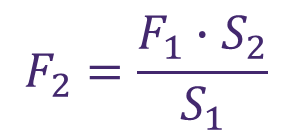 F₂ = F₁ · S₂ / S₁